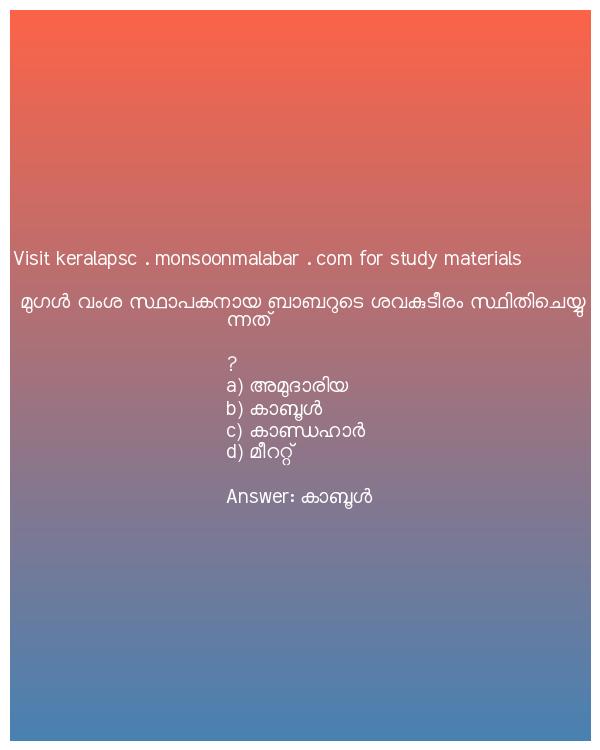 Visit keralapsc . monsoonmalabar . com for study materials
മുഗൾ വംശ സ്ഥാപകനായ ബാബറുടെ ശവകുടീരം സ്ഥിതിചെയ്യു
ന്നത്
?
a) അമുദാരിയ
b) കാബൂൾ
c) കാണ്ഡഹാർ
d) മീററ്റ്
Answer: കാബൂൾ